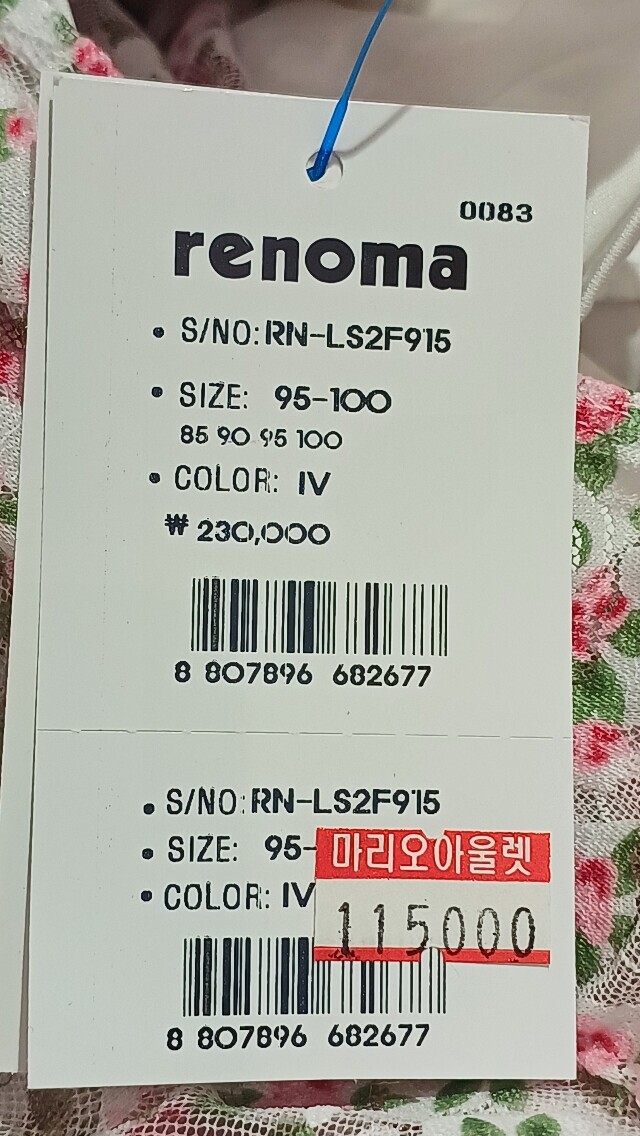 0083
renoma
• S/NO:RN-LS2F915
• SIZE: 95-100
85 90 95 100
• COLOR: IV
₩ 230,000
8 807896 682677
• S/NO:RN-LS2F915
• SIZE: 95-
마리오아울렛
• COLOR: IV
115000
8 807896 682677